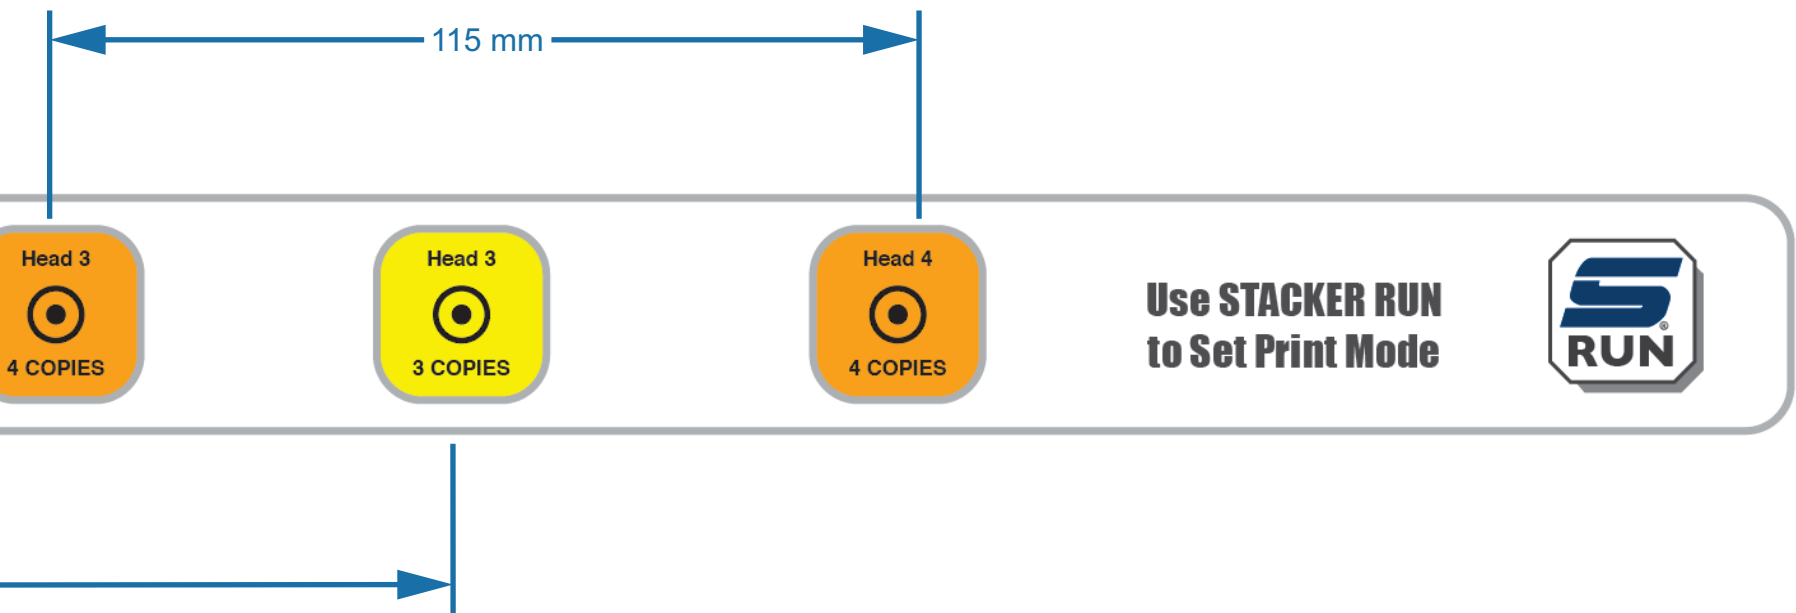 115 mm
Head 3
4 COPIES
Head 3
3 COPIES
Head 4
4 COPIES
Use STACKER RUN
to Set Print Mode
S
®
RUN